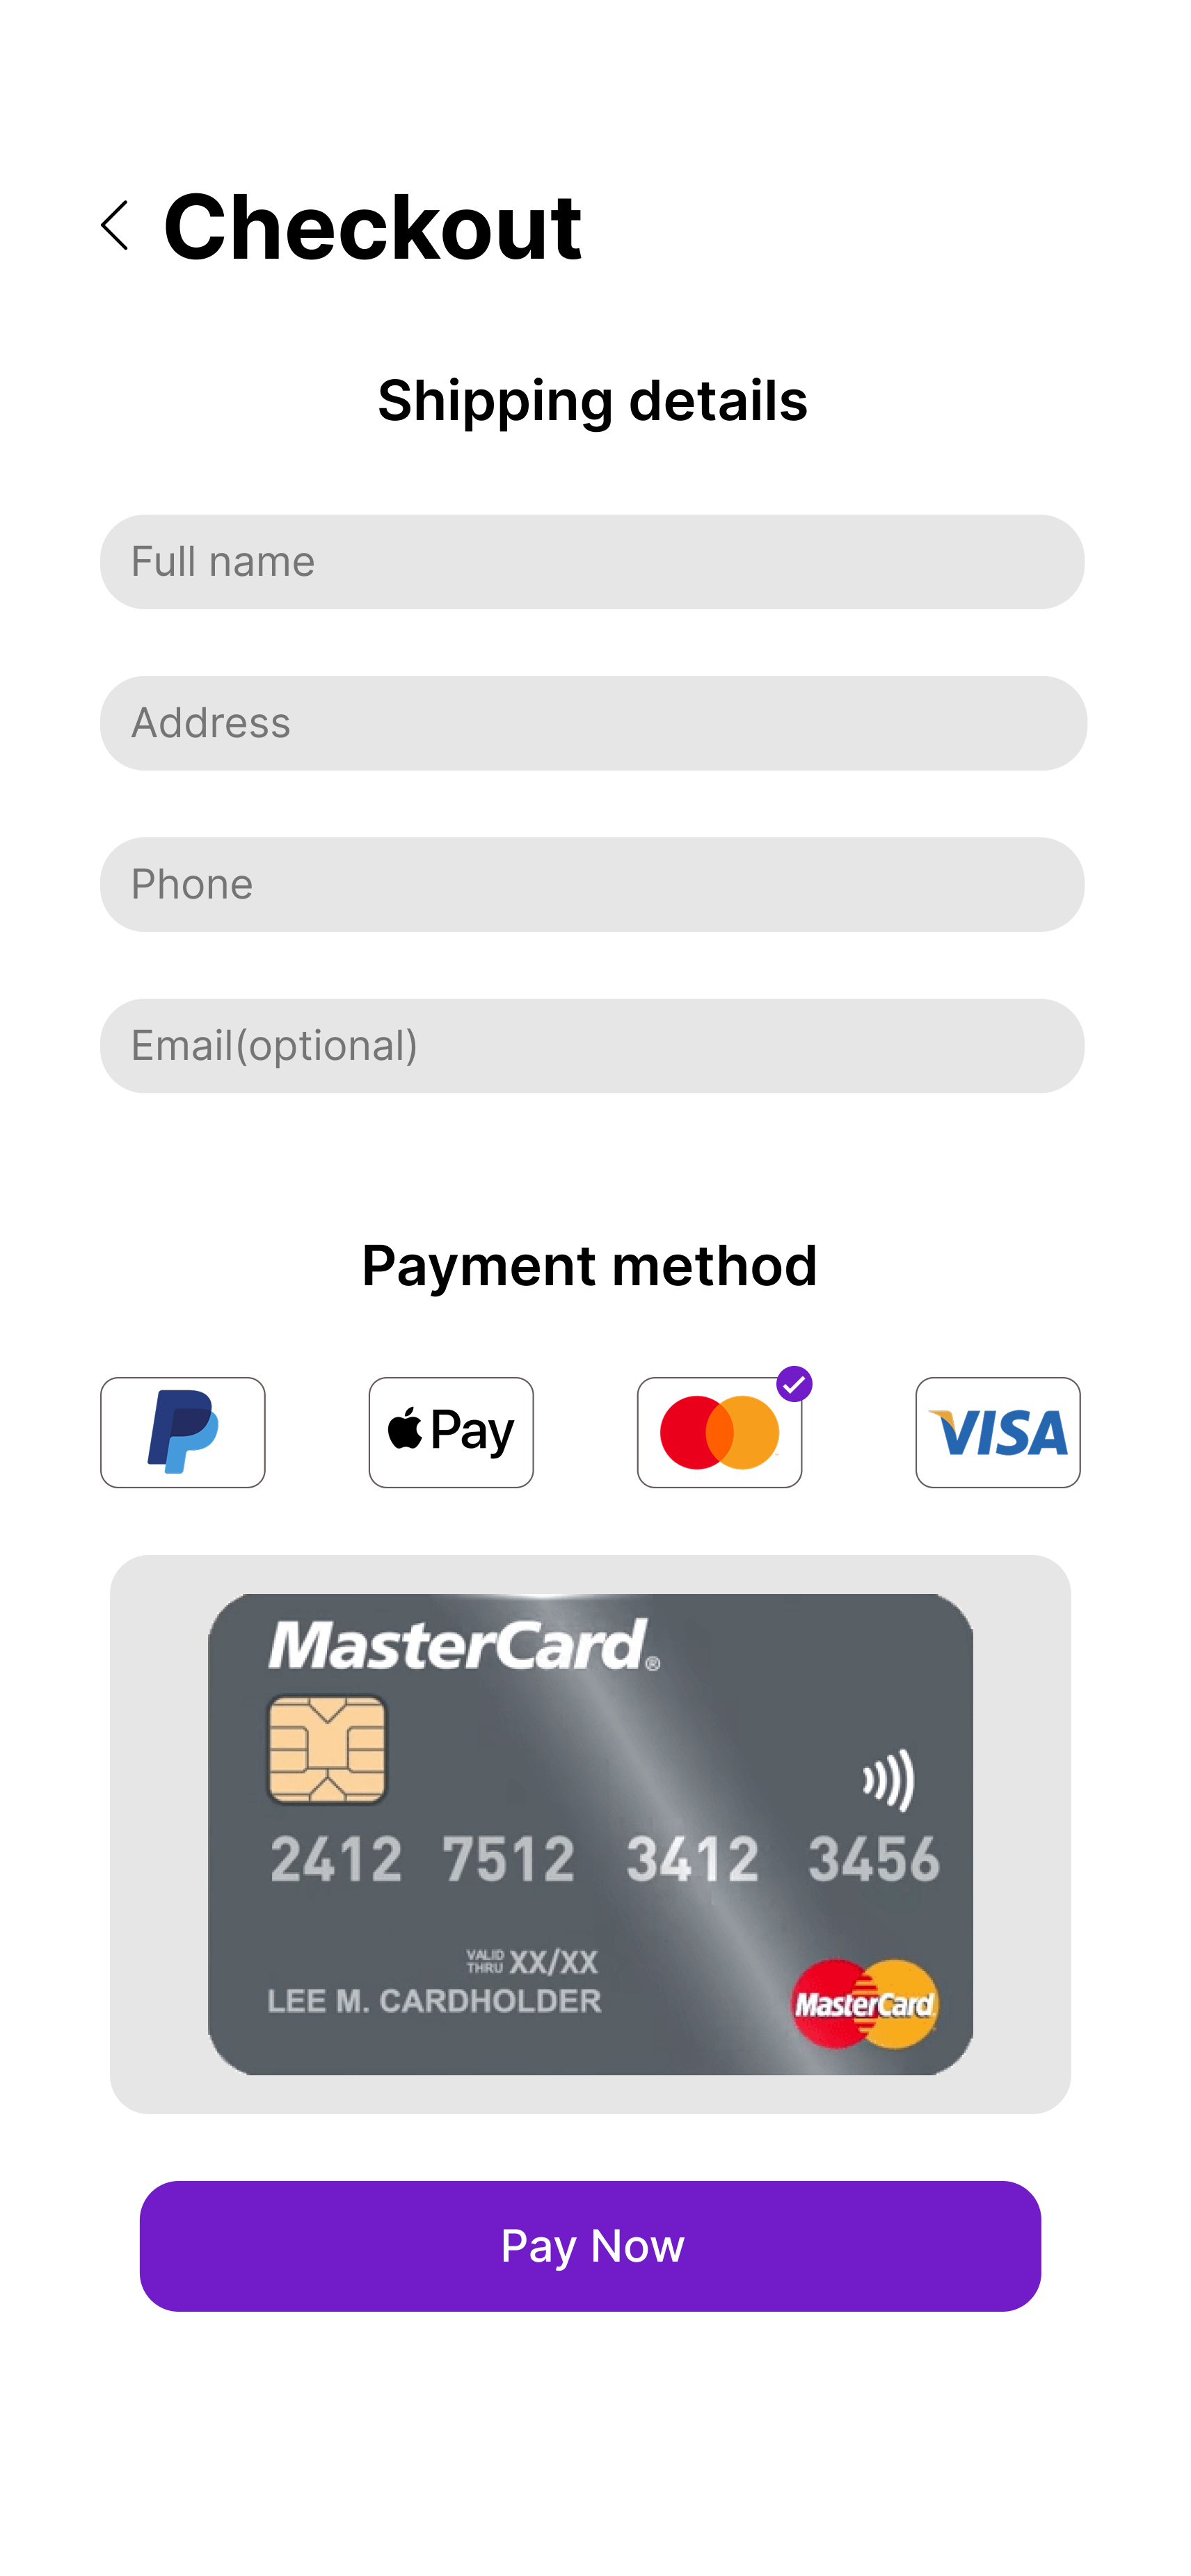 Checkout
Shipping details
Full name
Address
Phone
Email(optional)
Payment method
Pay
VISA
MasterCard®
2412 7512 3412 3456
VALID
THRU XX/XX
LEE M. CARDHOLDER
MasterCard
Pay Now